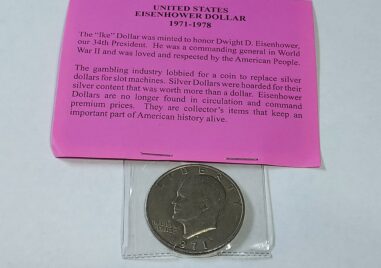 UNITED STATES
EISENHOWER DOLLAR
1971-1978
The "Ike" Dollar was minted to honor Dwight D. Eisenhower,
our 34th President. He was a commanding general in World
War II and was loved and respected by the American People.
The gambling industry lobbied for a coin to replace silver
dollars for slot machines. Silver Dollars were hoarded for their
silver content that was worth more than a dollar. Eisenhower
Dollars are no longer found in circulation and command
premium prices. They are collector's items that keep an
important part of American history alive.
LIBERTY
1971